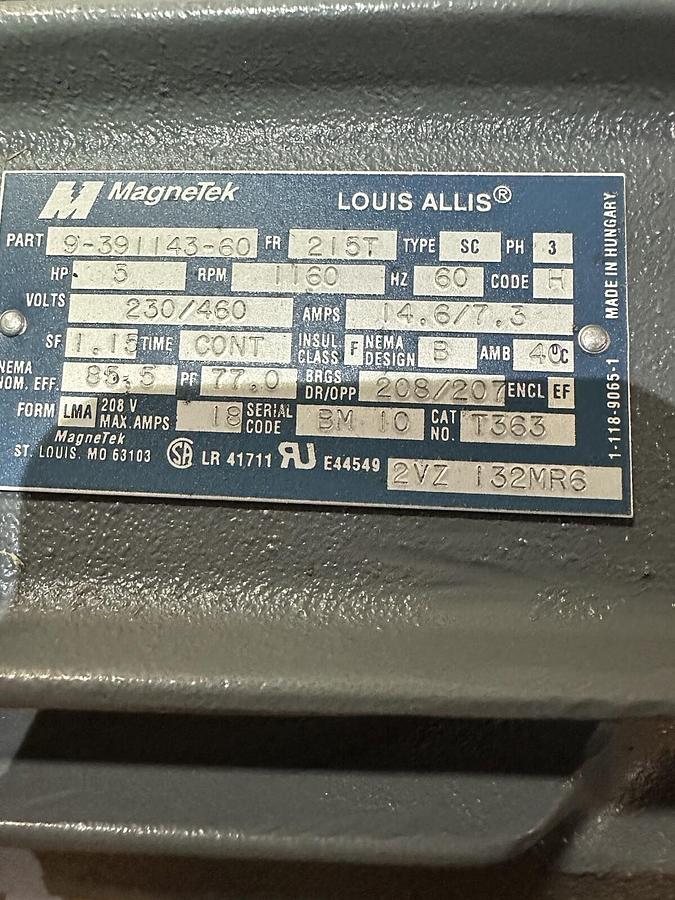 MagneTek LOUIS ALLIS®
PART 9-391143-60 FR 215T TYPE SC PH 3
HP 5 RPM 1160 HZ 60 CODE H
VOLTS 230/460 AMPS 14.6/7.3
SF 1.15 TIME CONT INSUL CLASS F NEMA DESIGN B AMB 40°C
NEMA NOM. EFF. 85.5 PF 77.0 BRGS DR/OPP 208/207 ENCL EF
FORM LMA 208 V MAX. AMPS 18 SERIAL CODE BM 10 CAT NO. T363
MagneTek
ST. LOUIS. MO 63103 SA LR 41711 RU E44549 2VZ 132MR6
1-118-9065-1 MADE IN HUNGARY